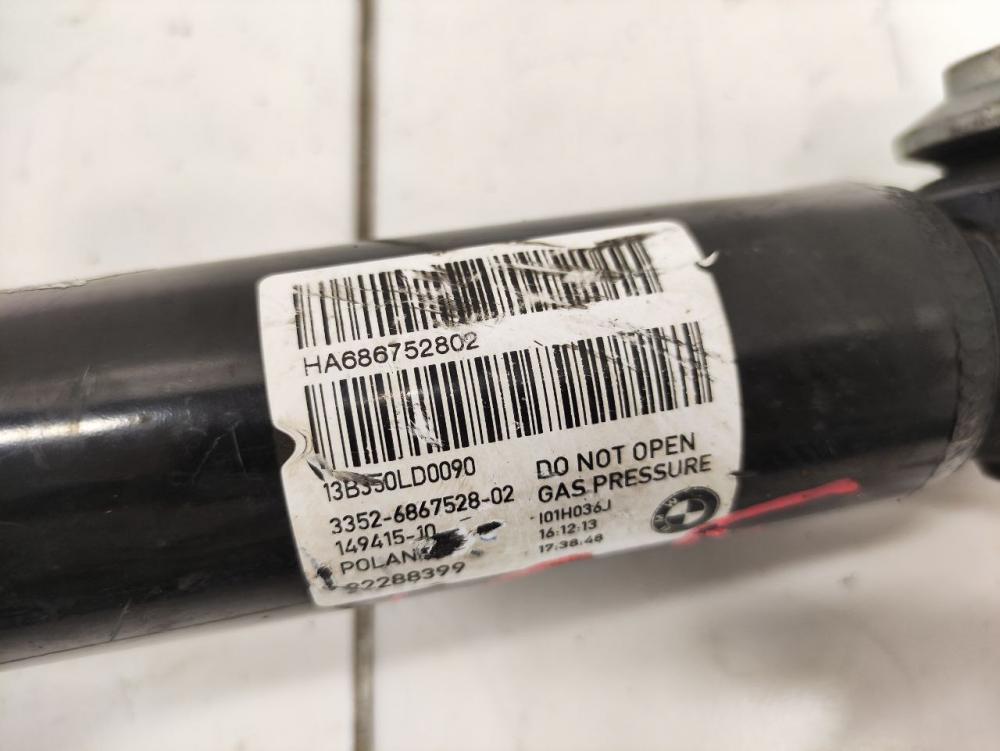 HA686752802
13B350LD0090
3352-6867528-02
149415-10
DO NOT OPEN
GAS PRESSURE
I01H036J
16:12:13
17.38.48
BMW